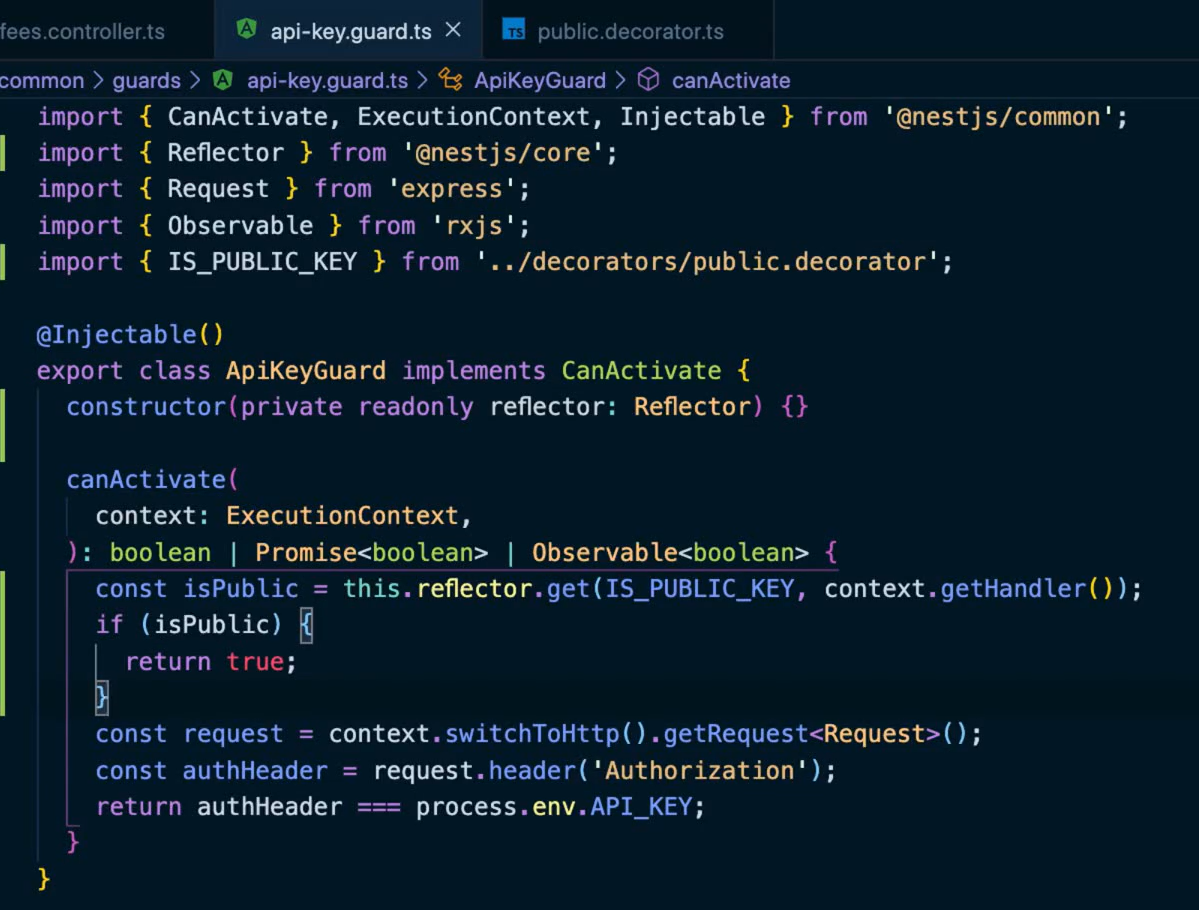 fees.controller.ts
api-key.guard.ts
TS public.decorator.ts
common > guards > A api-key.guard.ts > ApiKeyGuard > canActivate
import { CanActivate, ExecutionContext, Injectable } from '@nestjs/common';
import { Reflector } from '@nestjs/core';
import { Request } from 'express';
import { Observable } from 'rxjs';
import { IS_PUBLIC_KEY } from '../decorators/public.decorator';
@Injectable()
export class ApiKeyGuard implements CanActivate {
constructor(private readonly reflector: Reflector) {}
canActivate(
context: ExecutionContext,
): boolean | Promise<boolean> | Observable<boolean> {
const isPublic = this.reflector.get(IS_PUBLIC_KEY, context.getHandler());
if (isPublic) {
return true;
}
const request = context.switchToHttp().getRequest<Request>();
const authHeader = request.header('Authorization');
return authHeader === process.env.API_KEY;
}
}